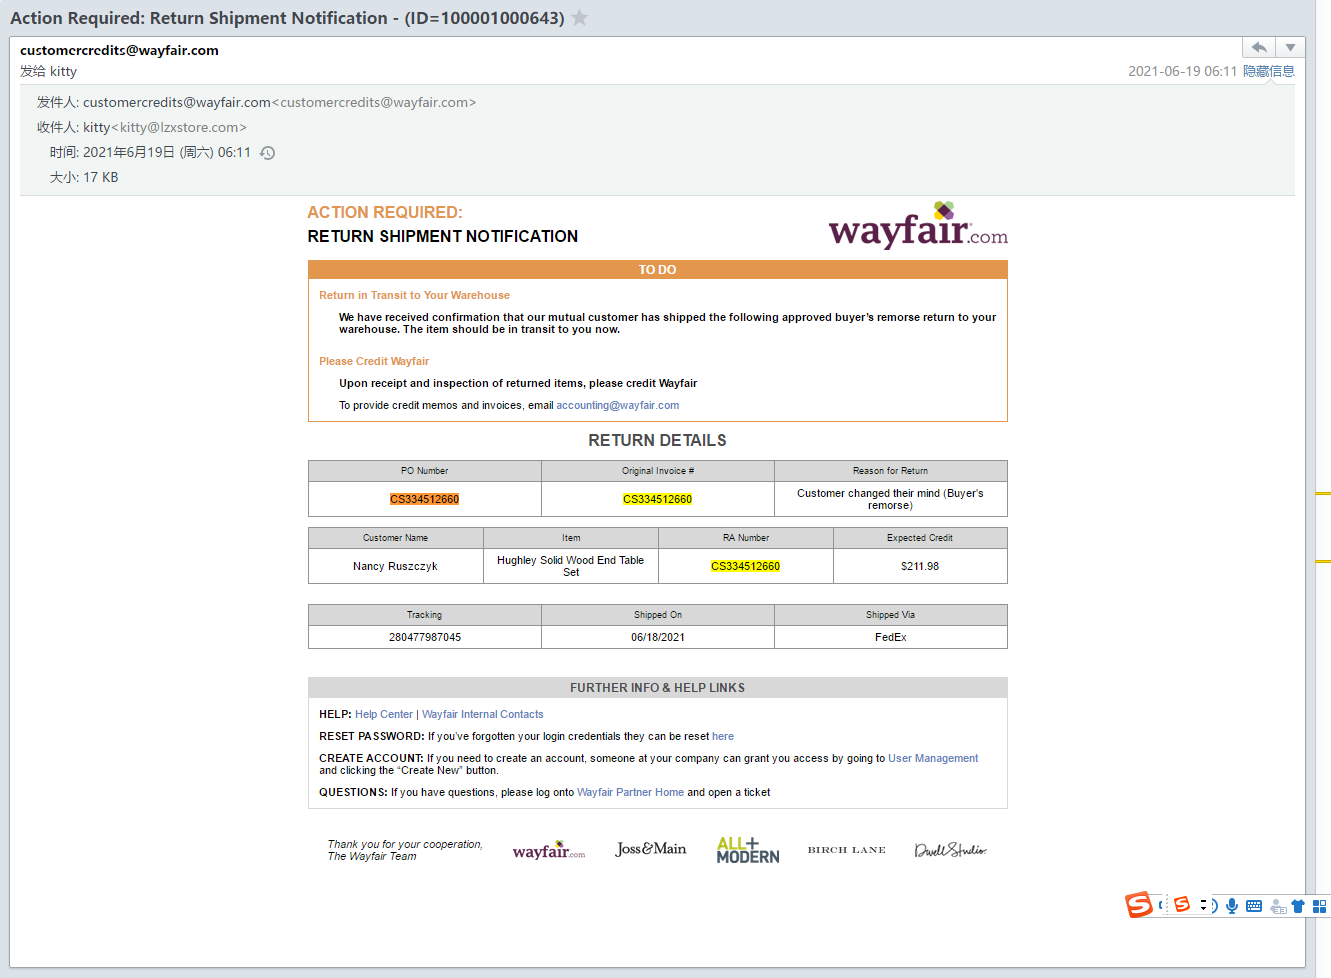 Action Required: Return Shipment Notification - (ID=100001000643)
customercredits@wayfair.com
发给 kitty
2021-06-19 06:11 隐藏信息
发件人: customercredits@wayfair.com<customercredits@wayfair.com>
收件人: kitty<kitty@lzxstore.com>
时间: 2021年6月19日 (周六) 06:11
大小: 17 KB
ACTION REQUIRED:
RETURN SHIPMENT NOTIFICATION
wayfair.com
TO DO
Return in Transit to Your Warehouse
We have received confirmation that our mutual customer has shipped the following approved buyer's remorse return to your
warehouse. The item should be in transit to you now.
Please Credit Wayfair
Upon receipt and inspection of returned items, please credit Wayfair
To provide credit memos and invoices, email accounting@wayfair.com
RETURN DETAILS
PO Number Original Invoice # Reason for Return
CS334512660 CS334512660 Customer changed their mind (Buyer's
remorse)
Customer Name Item RA Number Expected Credit
Nancy Ruszczyk Hughley Solid Wood End Table
Set CS334512660 $211.98
Tracking Shipped On Shipped Via
280477987045 06/18/2021 FedEx
FURTHER INFO & HELP LINKS
HELP: Help Center | Wayfair Internal Contacts
RESET PASSWORD: If you've forgotten your login credentials they can be reset here
CREATE ACCOUNT: If you need to create an account, someone at your company can grant you access by going to User Management
and clicking the “Create New” button.
QUESTIONS: If you have questions, please log onto Wayfair Partner Home and open a ticket
Thank you for your cooperation,
The Wayfair Team
wayfair.com Joss&Main ALL+
MODERN BIRCH LANE DwellStudio